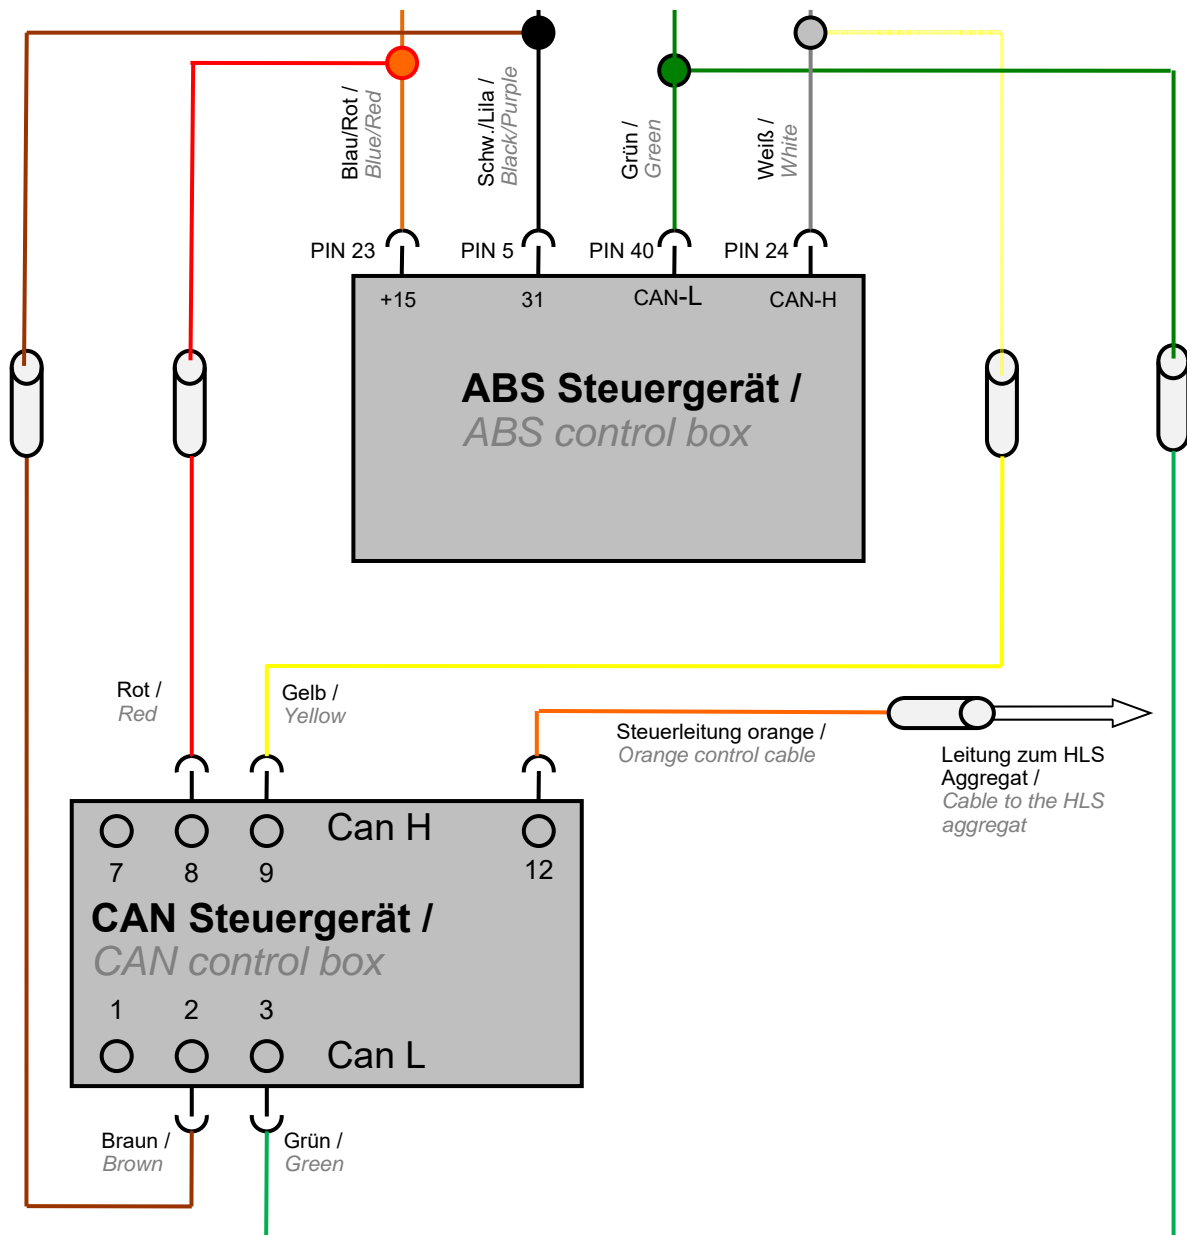 Blau/Rot /
Blue/Red
Schw./Lila /
Black/Purple
Grün /
Green
Weiß /
White
PIN 23
PIN 5
PIN 40
PIN 24
+15
31
CAN-L
CAN-H
ABS Steuergerät /
ABS control box
Rot /
Red
Gelb /
Yellow
Steuerleitung orange /
Orange control cable
Leitung zum HLS
Aggregat /
Cable to the HLS
aggregat
Can H
7
8
9
12
CAN Steuergerät /
CAN control box
1
2
3
Can L
Braun /
Brown
Grün /
Green